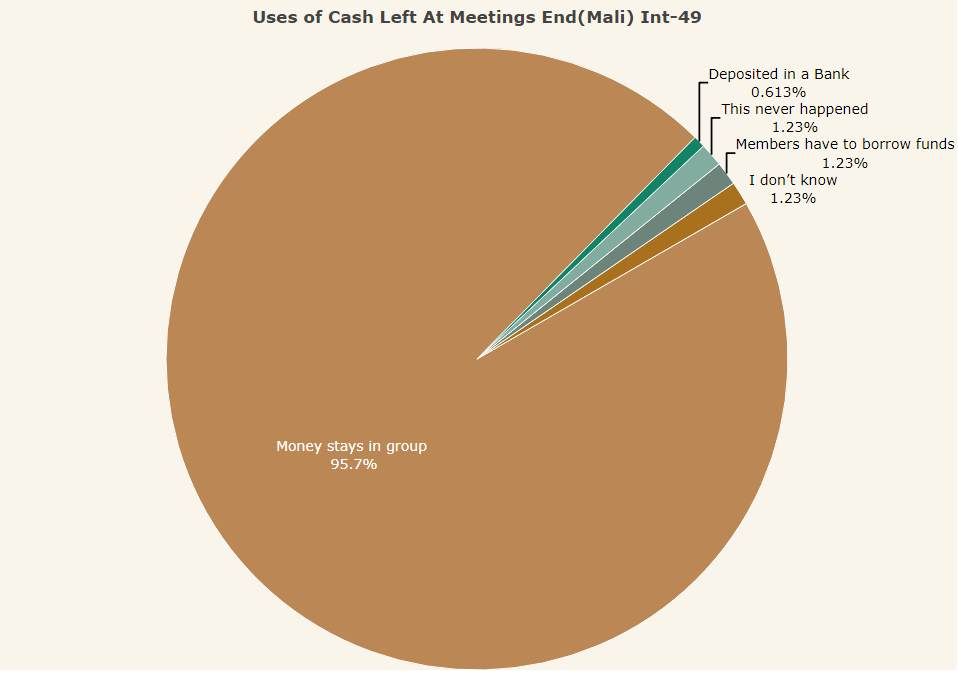 Uses of Cash Left At Meetings End(Mali) Int-49
Deposited in a Bank
0.613%
This never happened
1.23%
Members have to borrow funds
1.23%
I don’t know
1.23%
Money stays in group
95.7%